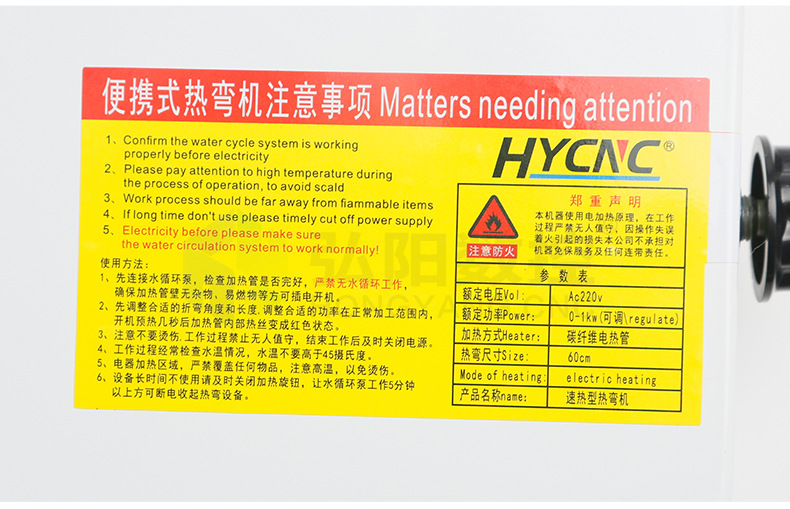 便携式热弯机注意事项 Matters needing attention
1、Confirm the water cycle system is working
properly before electricity
2、Please pay attention to high temperature during
the process of operation, to avoid scald
3、Work process should be far away from fiammable items
4、If long time don't use please timely cut off power supply
5、Electricity before please make sure
the water circulation system to work normally!
使用方法：
1、先连接水循环泵，检查加热管是否完好，严禁无水循环工作，
确保加热管壁无杂物、易燃物等方可插电开机。
2、先调整合适的折弯角度和长度，调整合适的功率在正常加工范围内，
开机预热几秒后加热管内部热丝变成红色状态。
3、注意不要烫伤.工作过程禁止无人值守，结束工作后及时关闭电源。
4、工作过程经常检查水温情况，水温不要高于45摄氏度。
5、电器加热区域，严禁覆盖任何物品，注意高温，以免烫伤。
6、设备长时间不使用请及时关闭加热旋钮，让水循环泵工作5分钟
以上方可断电收起热弯设备。
HYCNC®
注意防火
郑重声明
本机器使用电加热原理，在工作
过程严禁无人值守，因操作失误
着火引起的损失本公司不承担对
机器免保服务及任何连带责任。
参数表
额定电压Vol: Ac220v
额定功率Power: 0-1kw(可调\regulate)
加热方式Heater: 碳纤维电热管
热弯尺寸Size: 60cm
Mode of heating: electric heating
产品名称name: 速热型热弯机